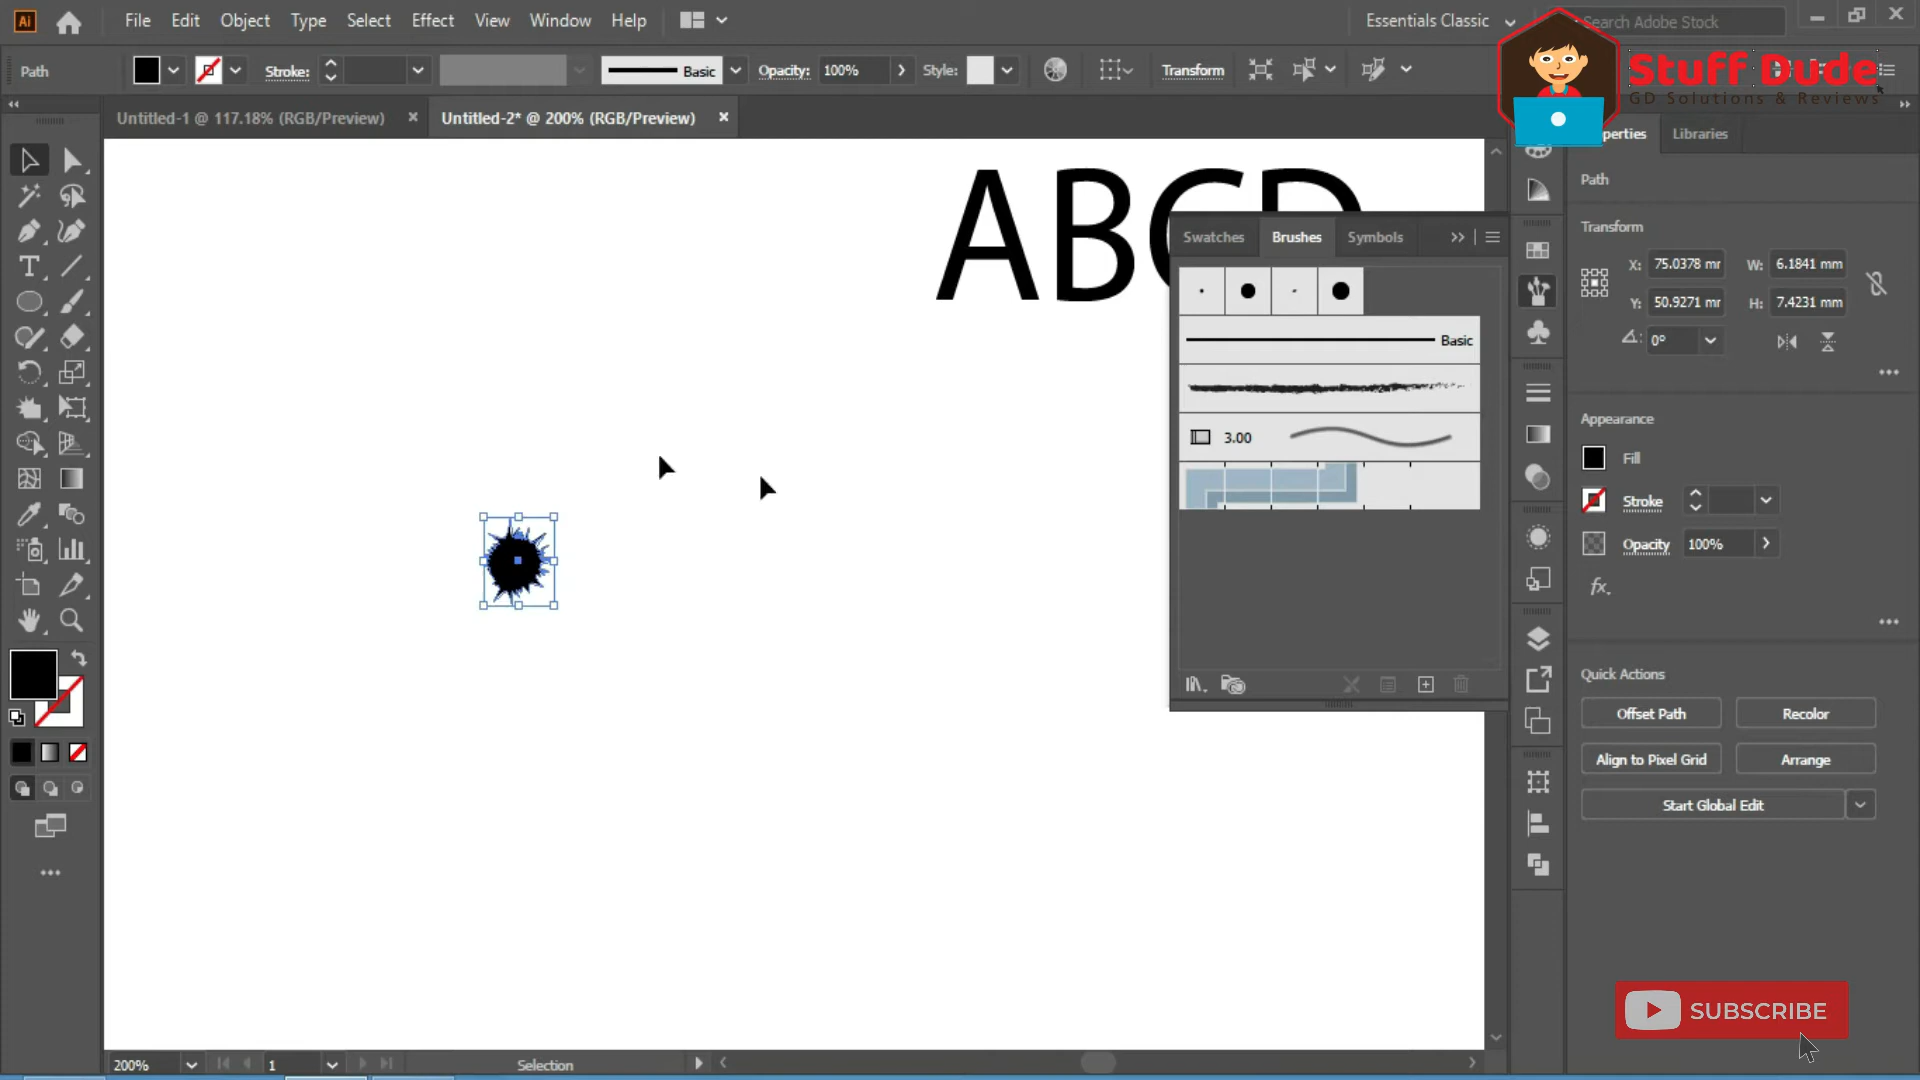 Ai File Edit Object Type Select Effect View Window Help Essentials Classic Search Adobe Stock
Path Stroke: Basic Opacity: 100% Style: Transform
Stuff Dude
GD Solutions & Reviews
Untitled-1 @ 117.18% (RGB/Preview) Untitled-2* @ 200% (RGB/Preview)
perties Libraries
ABCD
Swatches Brushes Symbols
Basic
3.00
Path
Transform
X: 75.0378 mr W: 6.1841 mm
Y: 50.9271 mr H: 7.4231 mm
0°
Appearance
Fill
Stroke
Opacity 100%
fx.
Quick Actions
Offset Path Recolor
Align to Pixel Grid Arrange
Start Global Edit
SUBSCRIBE
200% 1 Selection